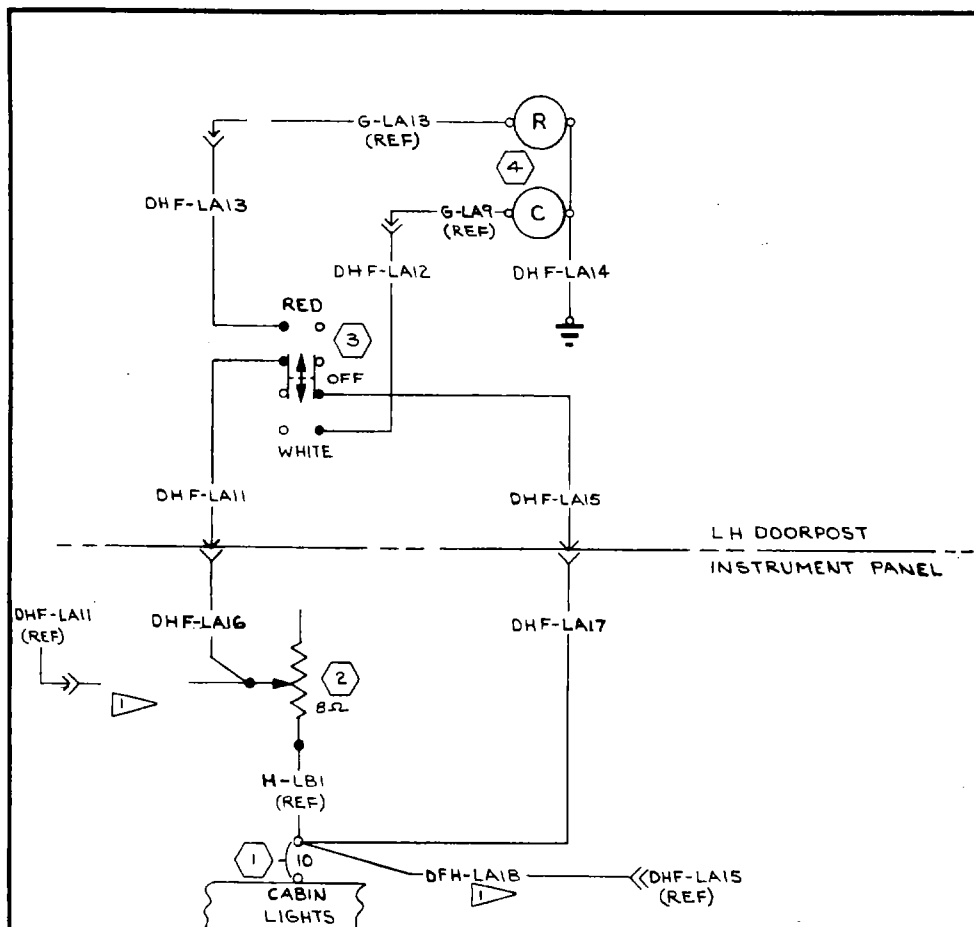 G-LA13
(REF)
R
4
DHF-LA13
G-LA9
(REF)
C
DHF-LA12
DHF-LA14
RED
3
OFF
WHITE
DHF-LA11
DHF-LA15
LH DOORPOST
INSTRUMENT PANEL
DHF-LA11
(REF)
DHF-LA16
DHF-LA17
1
2
8Ω
H-LB1
(REF)
1
10
DFH-LA18
1
DHF-LA15
(REF)
CABIN
LIGHTS